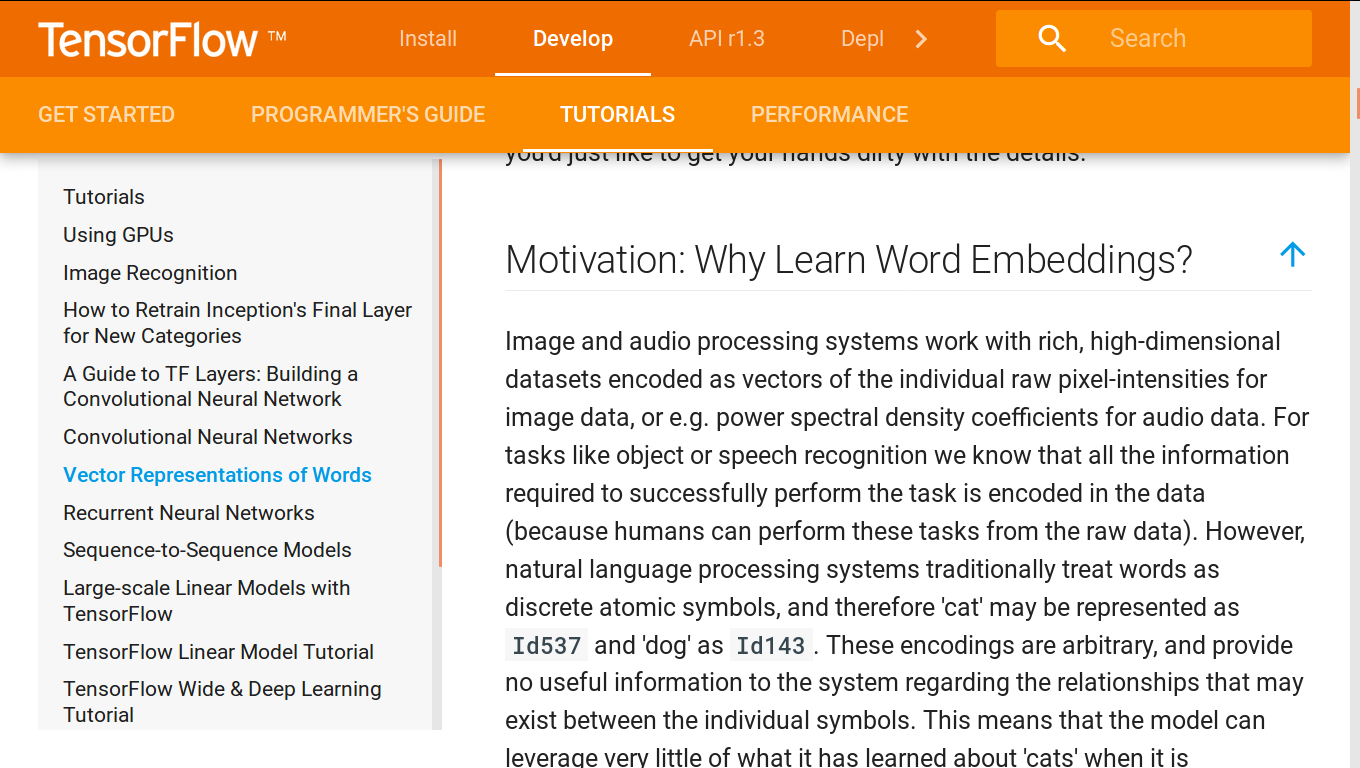 TensorFlow ™
Install
Develop
API r1.3
Depl
Search
GET STARTED
PROGRAMMER'S GUIDE
TUTORIALS
PERFORMANCE
Tutorials
Using GPUs
Image Recognition
How to Retrain Inception's Final Layer
for New Categories
A Guide to TF Layers: Building a
Convolutional Neural Network
Convolutional Neural Networks
Vector Representations of Words
Recurrent Neural Networks
Sequence-to-Sequence Models
Large-scale Linear Models with
TensorFlow
TensorFlow Linear Model Tutorial
TensorFlow Wide & Deep Learning
Tutorial
you'd just like to get your hands dirty with the details.
Motivation: Why Learn Word Embeddings?
Image and audio processing systems work with rich, high-dimensional
datasets encoded as vectors of the individual raw pixel-intensities for
image data, or e.g. power spectral density coefficients for audio data. For
tasks like object or speech recognition we know that all the information
required to successfully perform the task is encoded in the data
(because humans can perform these tasks from the raw data). However,
natural language processing systems traditionally treat words as
discrete atomic symbols, and therefore 'cat' may be represented as
Id537 and 'dog' as Id143. These encodings are arbitrary, and provide
no useful information to the system regarding the relationships that may
exist between the individual symbols. This means that the model can
leverage very little of what it has learned about 'cats' when it is